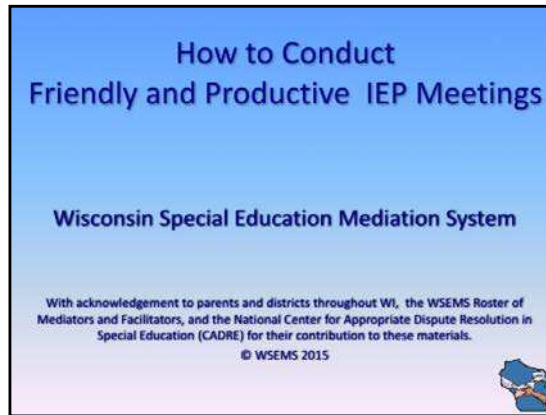 How to Conduct
Friendly and Productive IEP Meetings
Wisconsin Special Education Mediation System
With acknowledgement to parents and districts throughout WI, the WSEMS Roster of
Mediators and Facilitators, and the National Center for Appropriate Dispute Resolution in
Special Education (CADRE) for their contribution to these materials.
© WSEMS 2015